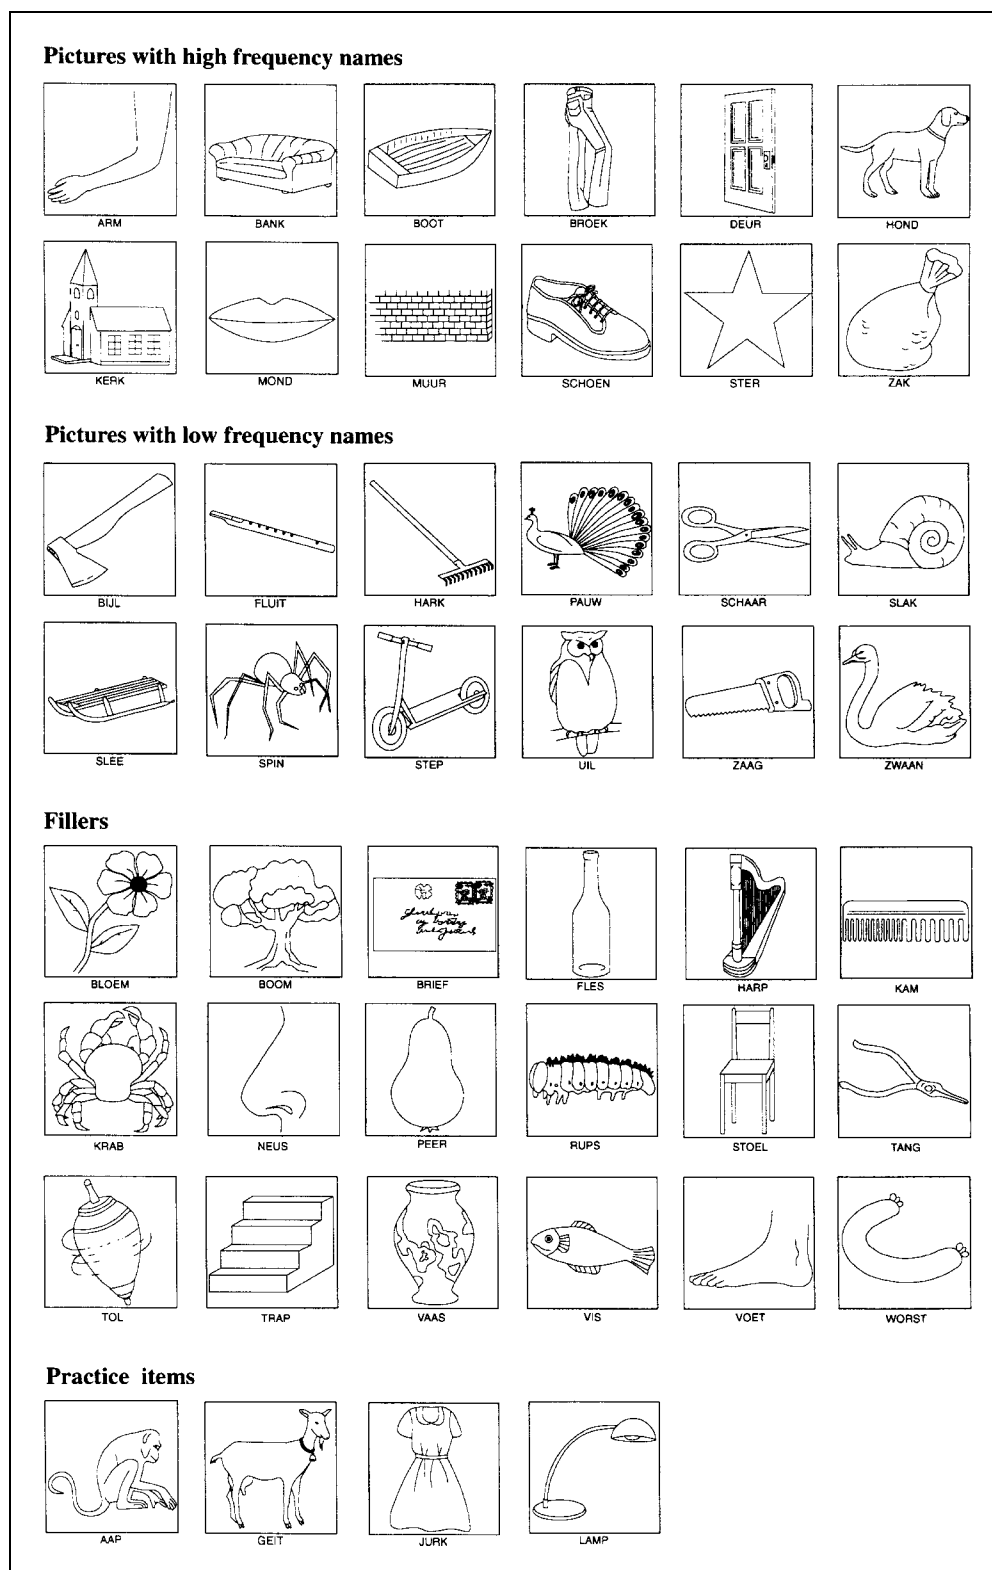 Pictures with high frequency names
ARM BANK BOOT BROEK DEUR HOND
KERK MOND MUUR SCHOEN STER ZAK
Pictures with low frequency names
BIJL FLUIT HARK PAUW SCHAAR SLAK
SLEE SPIN STEP UIL ZAAG ZWAAN
Fillers
BLOEM BOOM BRIEF FLES HARP KAM
KRAB NEUS PEER RUPS STOEL TANG
TOL TRAP VAAS VIS VOET WORST
Practice items
AAP GEIT JURK LAMP